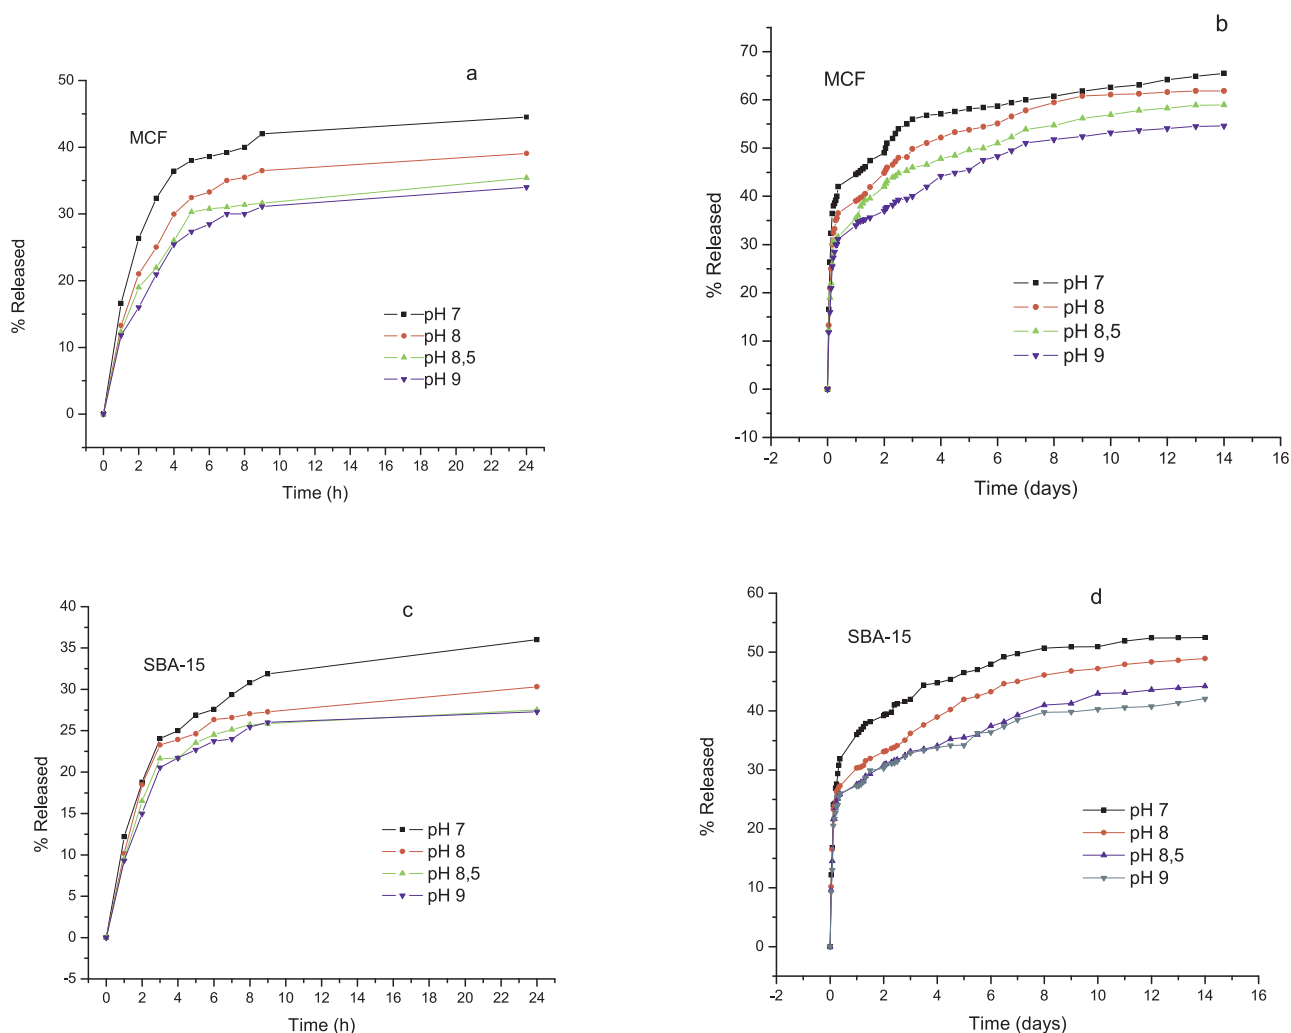 a
MCF
50
40
30
20
10
0
% Released
pH 7
pH 8
pH 8,5
pH 9
0 2 4 6 8 10 12 14 16 18 20 22 24
Time (h)
b
MCF
70
60
50
40
30
20
10
0
-10
% Released
pH 7
pH 8
pH 8,5
pH 9
-2 0 2 4 6 8 10 12 14 16
Time (days)
c
SBA-15
40
35
30
25
20
15
10
5
0
-5
% Released
pH 7
pH 8
pH 8,5
pH 9
0 2 4 6 8 10 12 14 16 18 20 22 24
Time (h)
d
SBA-15
60
50
40
30
20
10
0
% Released
pH 7
pH 8
pH 8,5
pH 9
-2 0 2 4 6 8 10 12 14 16
Time (days)